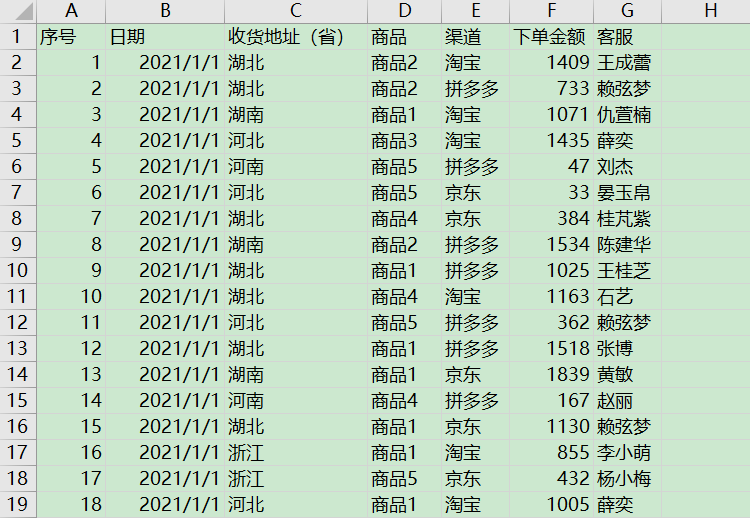 A B C D E F G H
1 序号 日期 收货地址（省） 商品 渠道 下单金额 客服
2 1 2021/1/1 湖北 商品2 淘宝 1409 王成蕾
3 2 2021/1/1 湖北 商品2 拼多多 733 赖弦梦
4 3 2021/1/1 湖南 商品1 淘宝 1071 仇萱楠
5 4 2021/1/1 河北 商品3 淘宝 1435 薛奕
6 5 2021/1/1 河南 商品5 拼多多 47 刘杰
7 6 2021/1/1 河北 商品5 京东 33 晏玉帛
8 7 2021/1/1 湖北 商品4 京东 384 桂芃紫
9 8 2021/1/1 湖南 商品2 拼多多 1534 陈建华
10 9 2021/1/1 湖北 商品1 拼多多 1025 王桂芝
11 10 2021/1/1 湖北 商品4 淘宝 1163 石艺
12 11 2021/1/1 河北 商品5 拼多多 362 赖弦梦
13 12 2021/1/1 湖北 商品1 拼多多 1518 张博
14 13 2021/1/1 湖南 商品1 京东 1839 黄敏
15 14 2021/1/1 河南 商品4 拼多多 167 赵丽
16 15 2021/1/1 湖北 商品1 京东 1130 赖弦梦
17 16 2021/1/1 浙江 商品1 淘宝 855 李小萌
18 17 2021/1/1 浙江 商品5 京东 432 杨小梅
19 18 2021/1/1 河北 商品1 淘宝 1005 薛奕